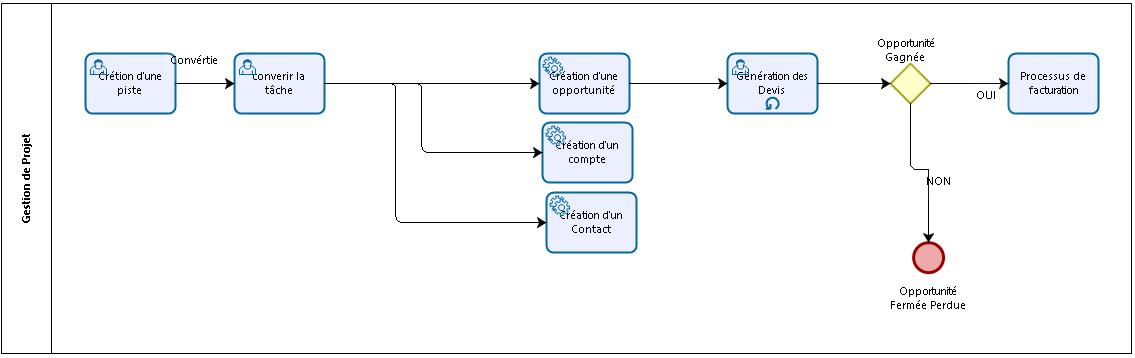 Gestion de Projet
Crétion d'une
piste
Convértie
converir la
tâche
Création d'une
opportunité
Création d'un
compte
Création d'un
Contact
Génération des
Devis
Opportunité
Gagnée
OUI
Processus de
facturation
NON
Opportunité
Fermée Perdue